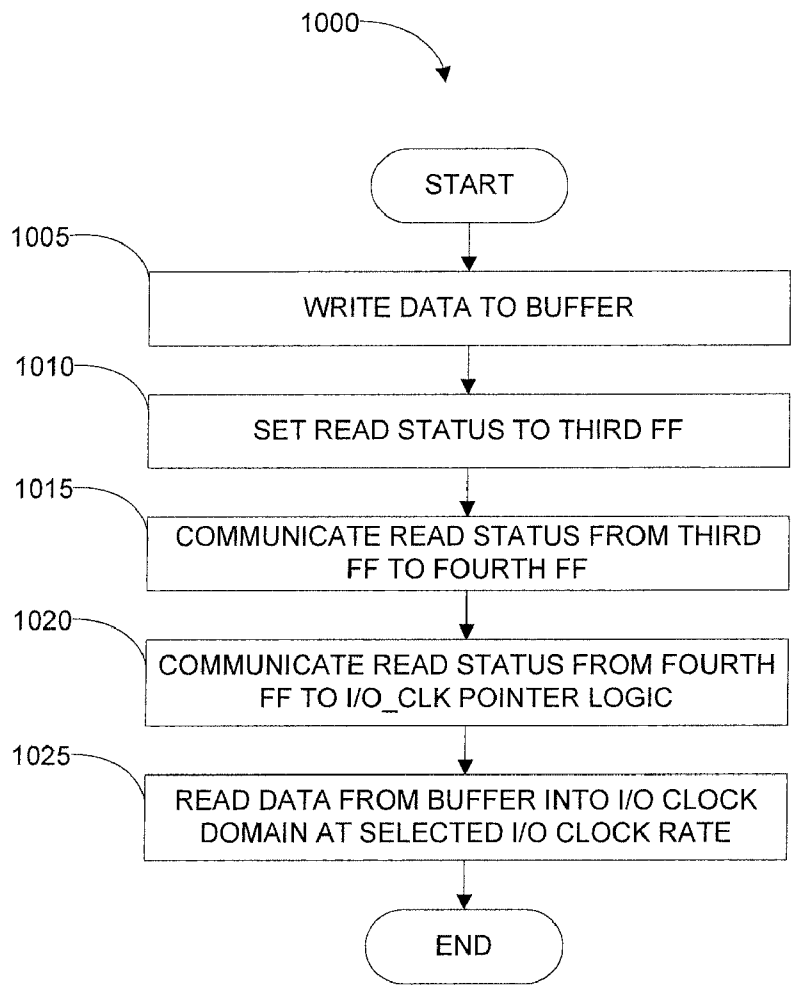 1000
START
1005
WRITE DATA TO BUFFER
1010
SET READ STATUS TO THIRD FF
1015
COMMUNICATE READ STATUS FROM THIRD
FF TO FOURTH FF
1020
COMMUNICATE READ STATUS FROM FOURTH
FF TO I/O_CLK POINTER LOGIC
1025
READ DATA FROM BUFFER INTO I/O CLOCK
DOMAIN AT SELECTED I/O CLOCK RATE
END